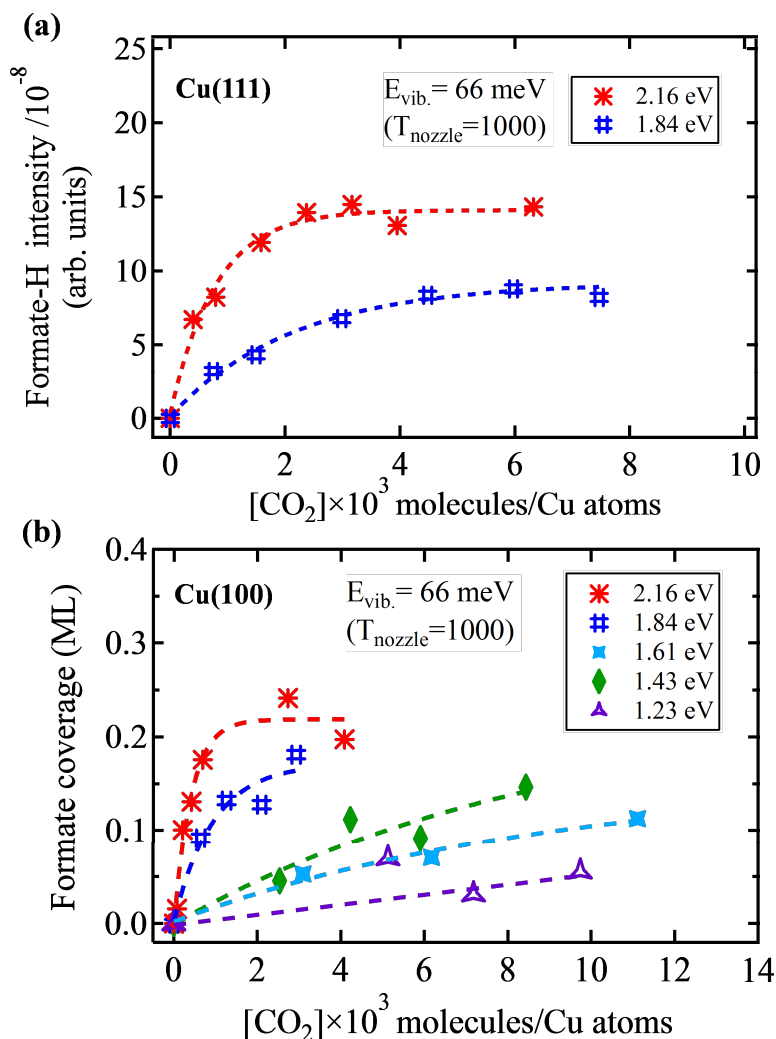 (a)
Formate-H intensity /10⁻⁸
(arb. units)
25
20
15
10
5
0
Cu(111)
E_vib.= 66 meV
(T_nozzle=1000)
2.16 eV
1.84 eV
0 2 4 6 8 10
[CO₂]×10³ molecules/Cu atoms
(b)
Formate coverage (ML)
0.4
0.3
0.2
0.1
0.0
Cu(100)
E_vib.= 66 meV
(T_nozzle=1000)
2.16 eV
1.84 eV
1.61 eV
1.43 eV
1.23 eV
0 2 4 6 8 10 12 14
[CO₂]×10³ molecules/Cu atoms